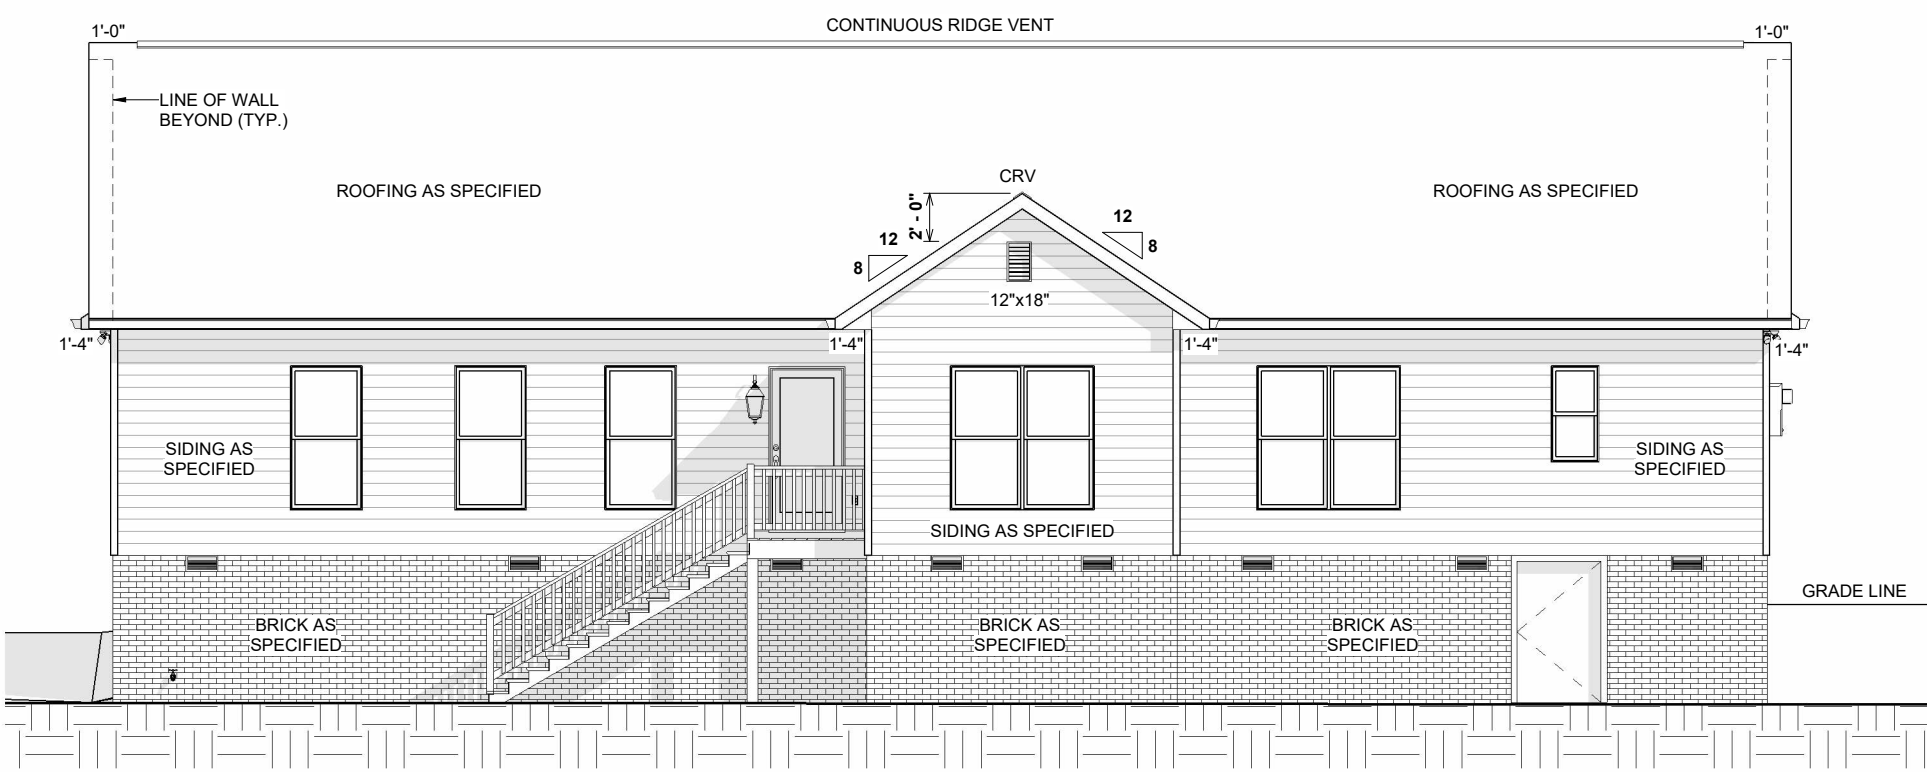 CONTINUOUS RIDGE VENT
1'-0"
1'-0"
LINE OF WALL
BEYOND (TYP.)
ROOFING AS SPECIFIED
CRV
ROOFING AS SPECIFIED
2' - 0"
12
8
12
8
12"x18"
1'-4"
1'-4"
1'-4"
1'-4"
SIDING AS
SPECIFIED
SIDING AS
SPECIFIED
SIDING AS SPECIFIED
GRADE LINE
BRICK AS
SPECIFIED
BRICK AS
SPECIFIED
BRICK AS
SPECIFIED